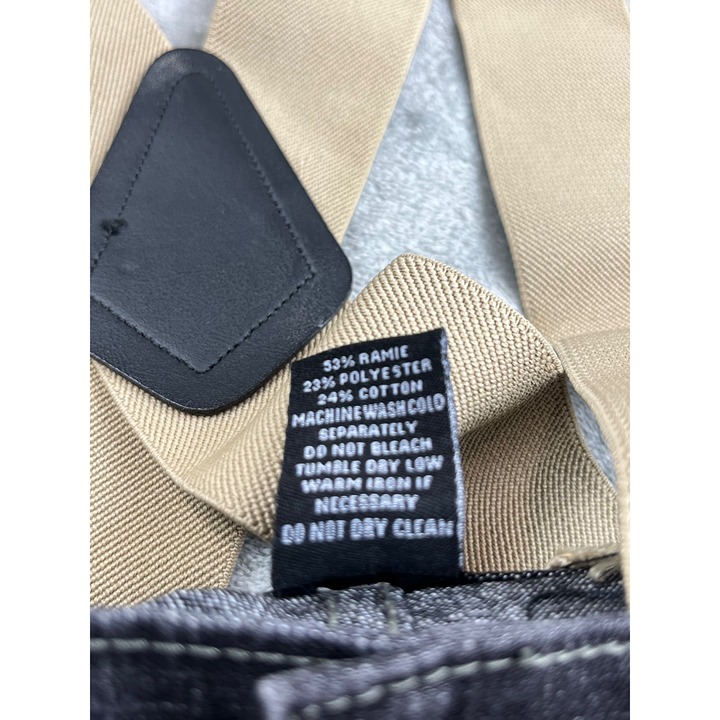 53% RAMIE
23% POLYESTER
24% COTTON
MACHINE WASH COLD
SEPARATELY
DO NOT BLEACH
TUMBLE DRY LOW
WARM IRON IF
NECESSARY
DO NOT DRY CLEAN